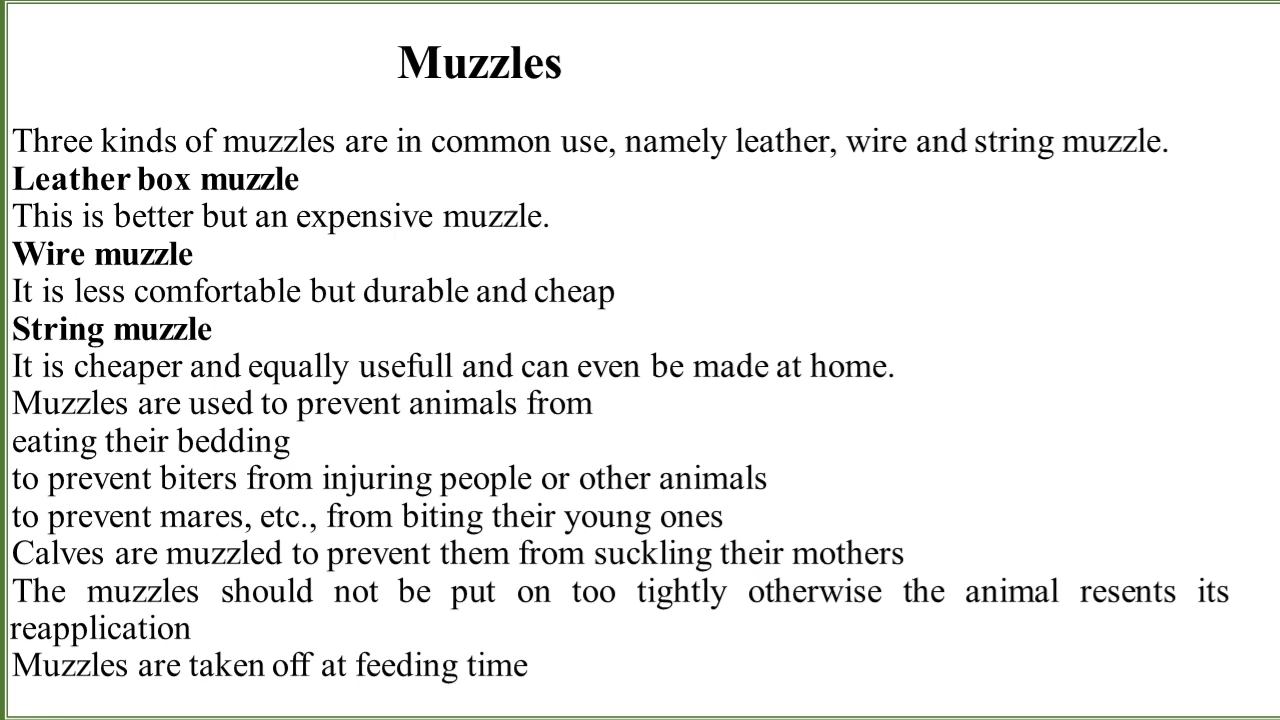 Muzzles
Three kinds of muzzles are in common use, namely leather, wire and string muzzle.
Leather box muzzle
This is better but an expensive muzzle.
Wire muzzle
It is less comfortable but durable and cheap
String muzzle
It is cheaper and equally usefull and can even be made at home.
Muzzles are used to prevent animals from
eating their bedding
to prevent biters from injuring people or other animals
to prevent mares, etc., from biting their young ones
Calves are muzzled to prevent them from suckling their mothers
The muzzles should not be put on too tightly otherwise the animal resents its
reapplication
Muzzles are taken off at feeding time